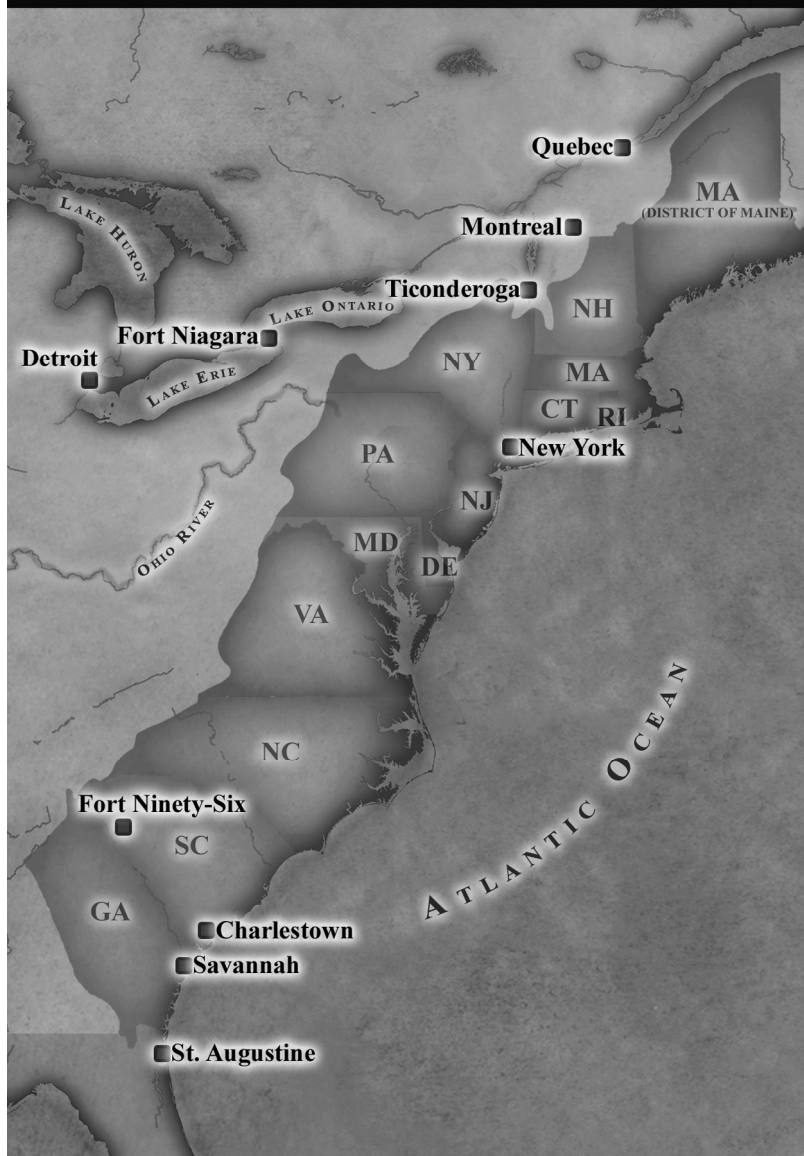 Quebec
MA
(DISTRICT OF MAINE)
LAKE HURON
Montreal
Ticonderoga
LAKE ONTARIO
NH
Fort Niagara
Detroit
LAKE ERIE
NY
MA
CT
RI
New York
PA
NJ
OHIO RIVER
MD
DE
VA
NC
ATLANTIC OCEAN
Fort Ninety-Six
SC
GA
Charlestown
Savannah
St. Augustine